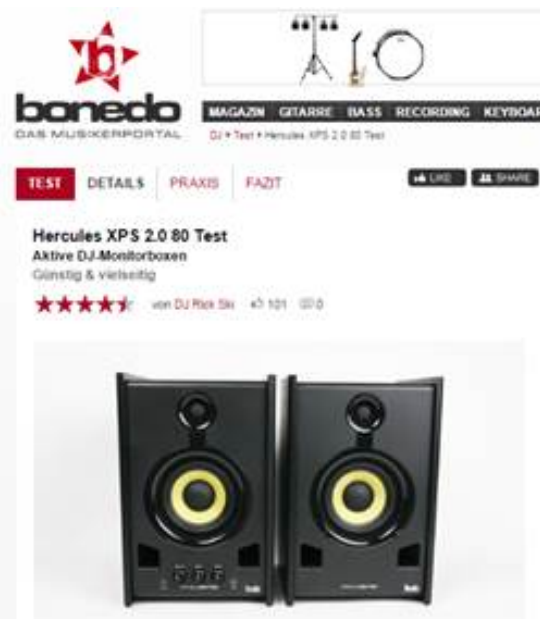 bonedo
DAS MUSIKERPORTAL
MAGAZIN GITARRE BASS RECORDING KEYBOAR
DJ Test Hercules XPS 2.0 80 Test
TEST DETAILS PRAXIS FAZIT LIKE SHARE
Hercules XPS 2.0 80 Test
Aktive DJ-Monitorboxen
Günstig & vielseitig
von DJ Rick Ski 101 0